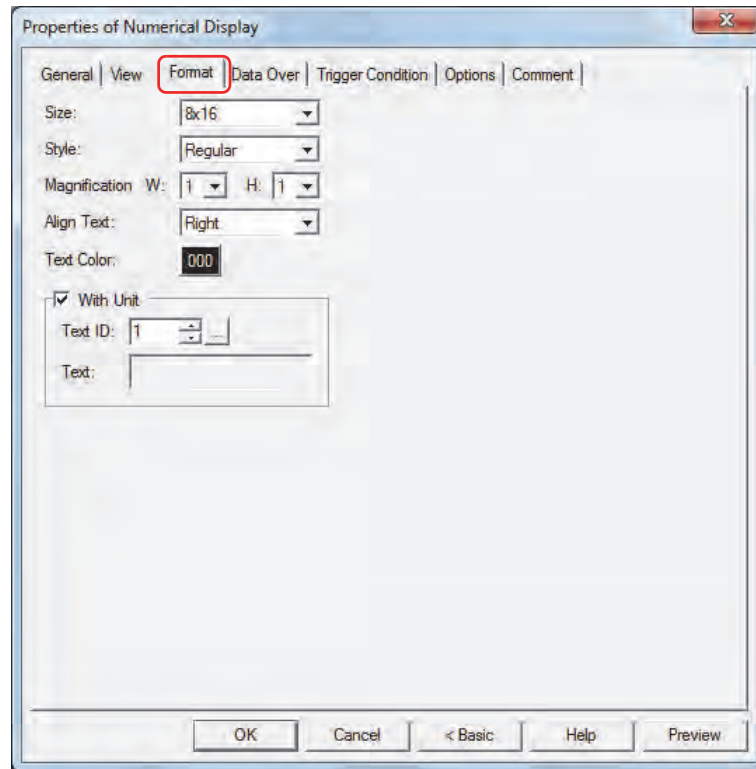 Properties of Numerical Display
General View Format Data Over Trigger Condition Options Comment
Size: 8x16
Style: Regular
Magnification W: 1 H: 1
Align Text: Right
Text Color: 000
With Unit
Text ID: 1 ...
Text:
OK Cancel < Basic Help Preview